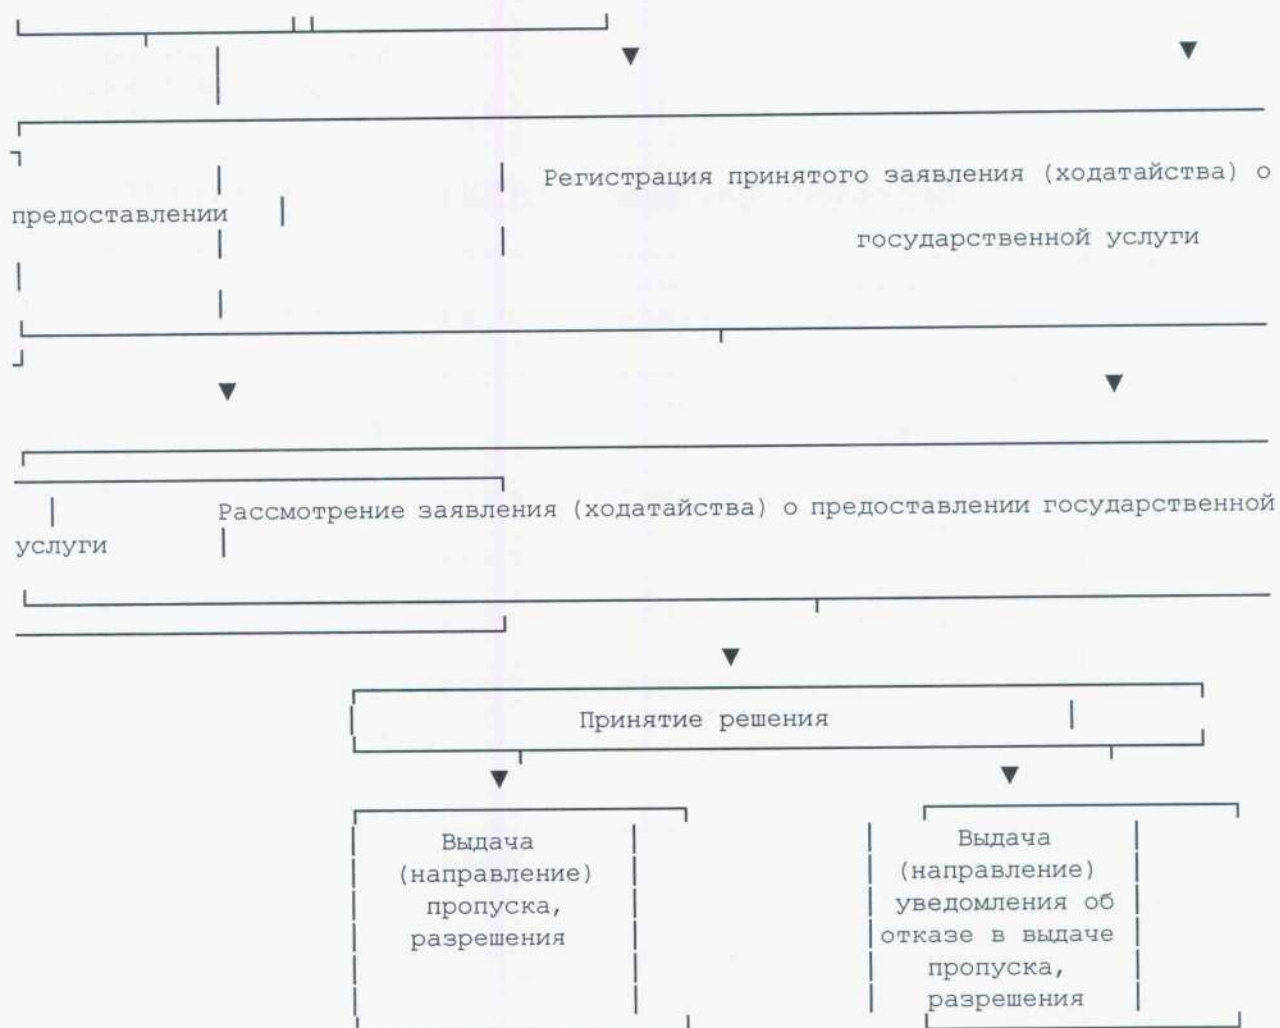 Регистрация принятого заявления (ходатайства) о
предоставлении
государственной услуги
Рассмотрение заявления (ходатайства) о предоставлении государственной
услуги
Принятие решения
Выдача
(направление)
пропуска,
разрешения
Выдача
(направление)
уведомления об
отказе в выдаче
пропуска,
разрешения